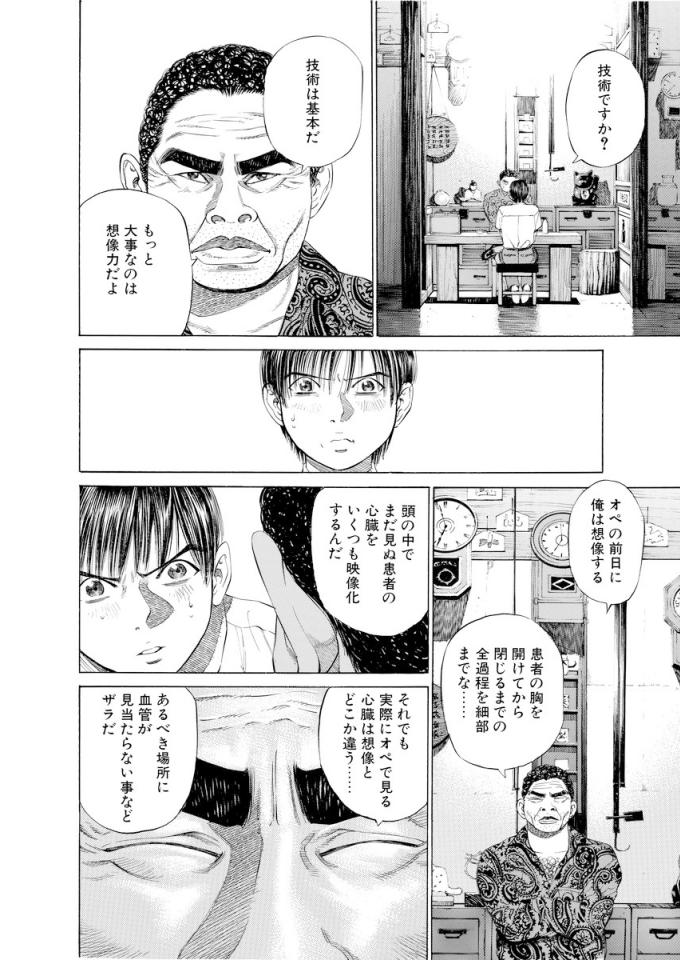 技術ですか?
技術は基本だ
もっと
大事なのは
想像力だよ
オペの前日に
俺は想像する
患者の胸を
開けてから
閉じるまでの
全過程を細部
までな……
頭の中で
まだ見ぬ患者の
心臓を
いくつも映像化
するんだ
それでも
実際にオペで見る
心臓は想像と
どこか違う……
あるべき場所に
血管が
見当たらない事など
ザラだ